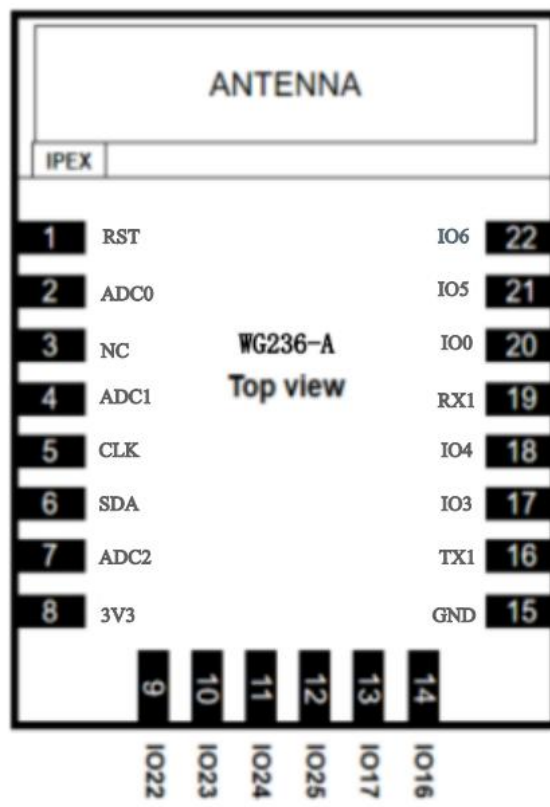 ANTENNA
IPEX
1 RST IO6 22
2 ADC0 IO5 21
3 NC WG236-A IO0 20
Top view
4 ADC1 RX1 19
5 CLK IO4 18
6 SDA IO3 17
7 ADC2 TX1 16
8 3V3 GND 15
9 10 11 12 13 14
IO22 IO23 IO24 IO25 IO17 IO16